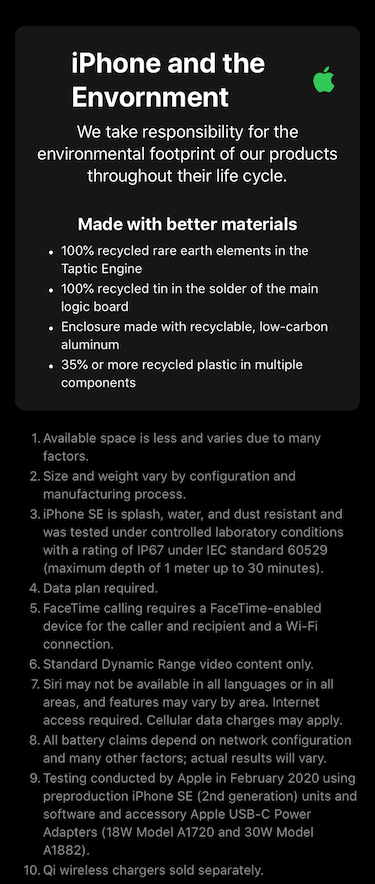 iPhone and the
Envornment
We take responsibility for the
environmental footprint of our products
throughout their life cycle.
Made with better materials
• 100% recycled rare earth elements in the
Taptic Engine
• 100% recycled tin in the solder of the main
logic board
• Enclosure made with recyclable, low-carbon
aluminum
• 35% or more recycled plastic in multiple
components
1. Available space is less and varies due to many
factors.
2. Size and weight vary by configuration and
manufacturing process.
3. iPhone SE is splash, water, and dust resistant and
was tested under controlled laboratory conditions
with a rating of IP67 under IEC standard 60529
(maximum depth of 1 meter up to 30 minutes).
4. Data plan required.
5. FaceTime calling requires a FaceTime-enabled
device for the caller and recipient and a Wi-Fi
connection.
6. Standard Dynamic Range video content only.
7. Siri may not be available in all languages or in all
areas, and features may vary by area. Internet
access required. Cellular data charges may apply.
8. All battery claims depend on network configuration
and many other factors; actual results will vary.
9. Testing conducted by Apple in February 2020 using
preproduction iPhone SE (2nd generation) units and
software and accessory Apple USB-C Power
Adapters (18W Model A1720 and 30W Model
A1882).
10. Qi wireless chargers sold separately.